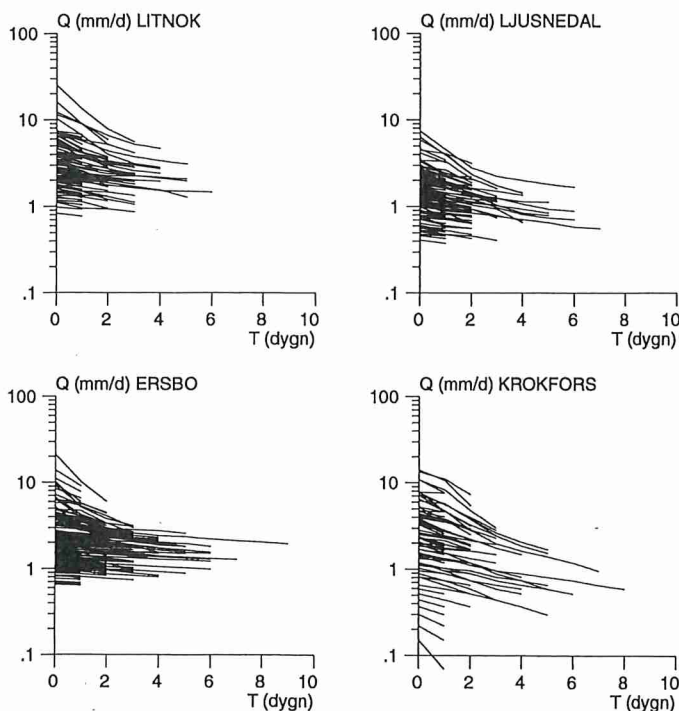 Q (mm/d) LITNOK
100
10
1
.1
0 2 4 6 8 10
T (dygn)
Q (mm/d) LJUSNEDAL
100
10
1
.1
0 2 4 6 8 10
T (dygn)
Q (mm/d) ERSBO
100
10
1
.1
0 2 4 6 8 10
T (dygn)
Q (mm/d) KROKFORS
100
10
1
.1
0 2 4 6 8 10
T (dygn)